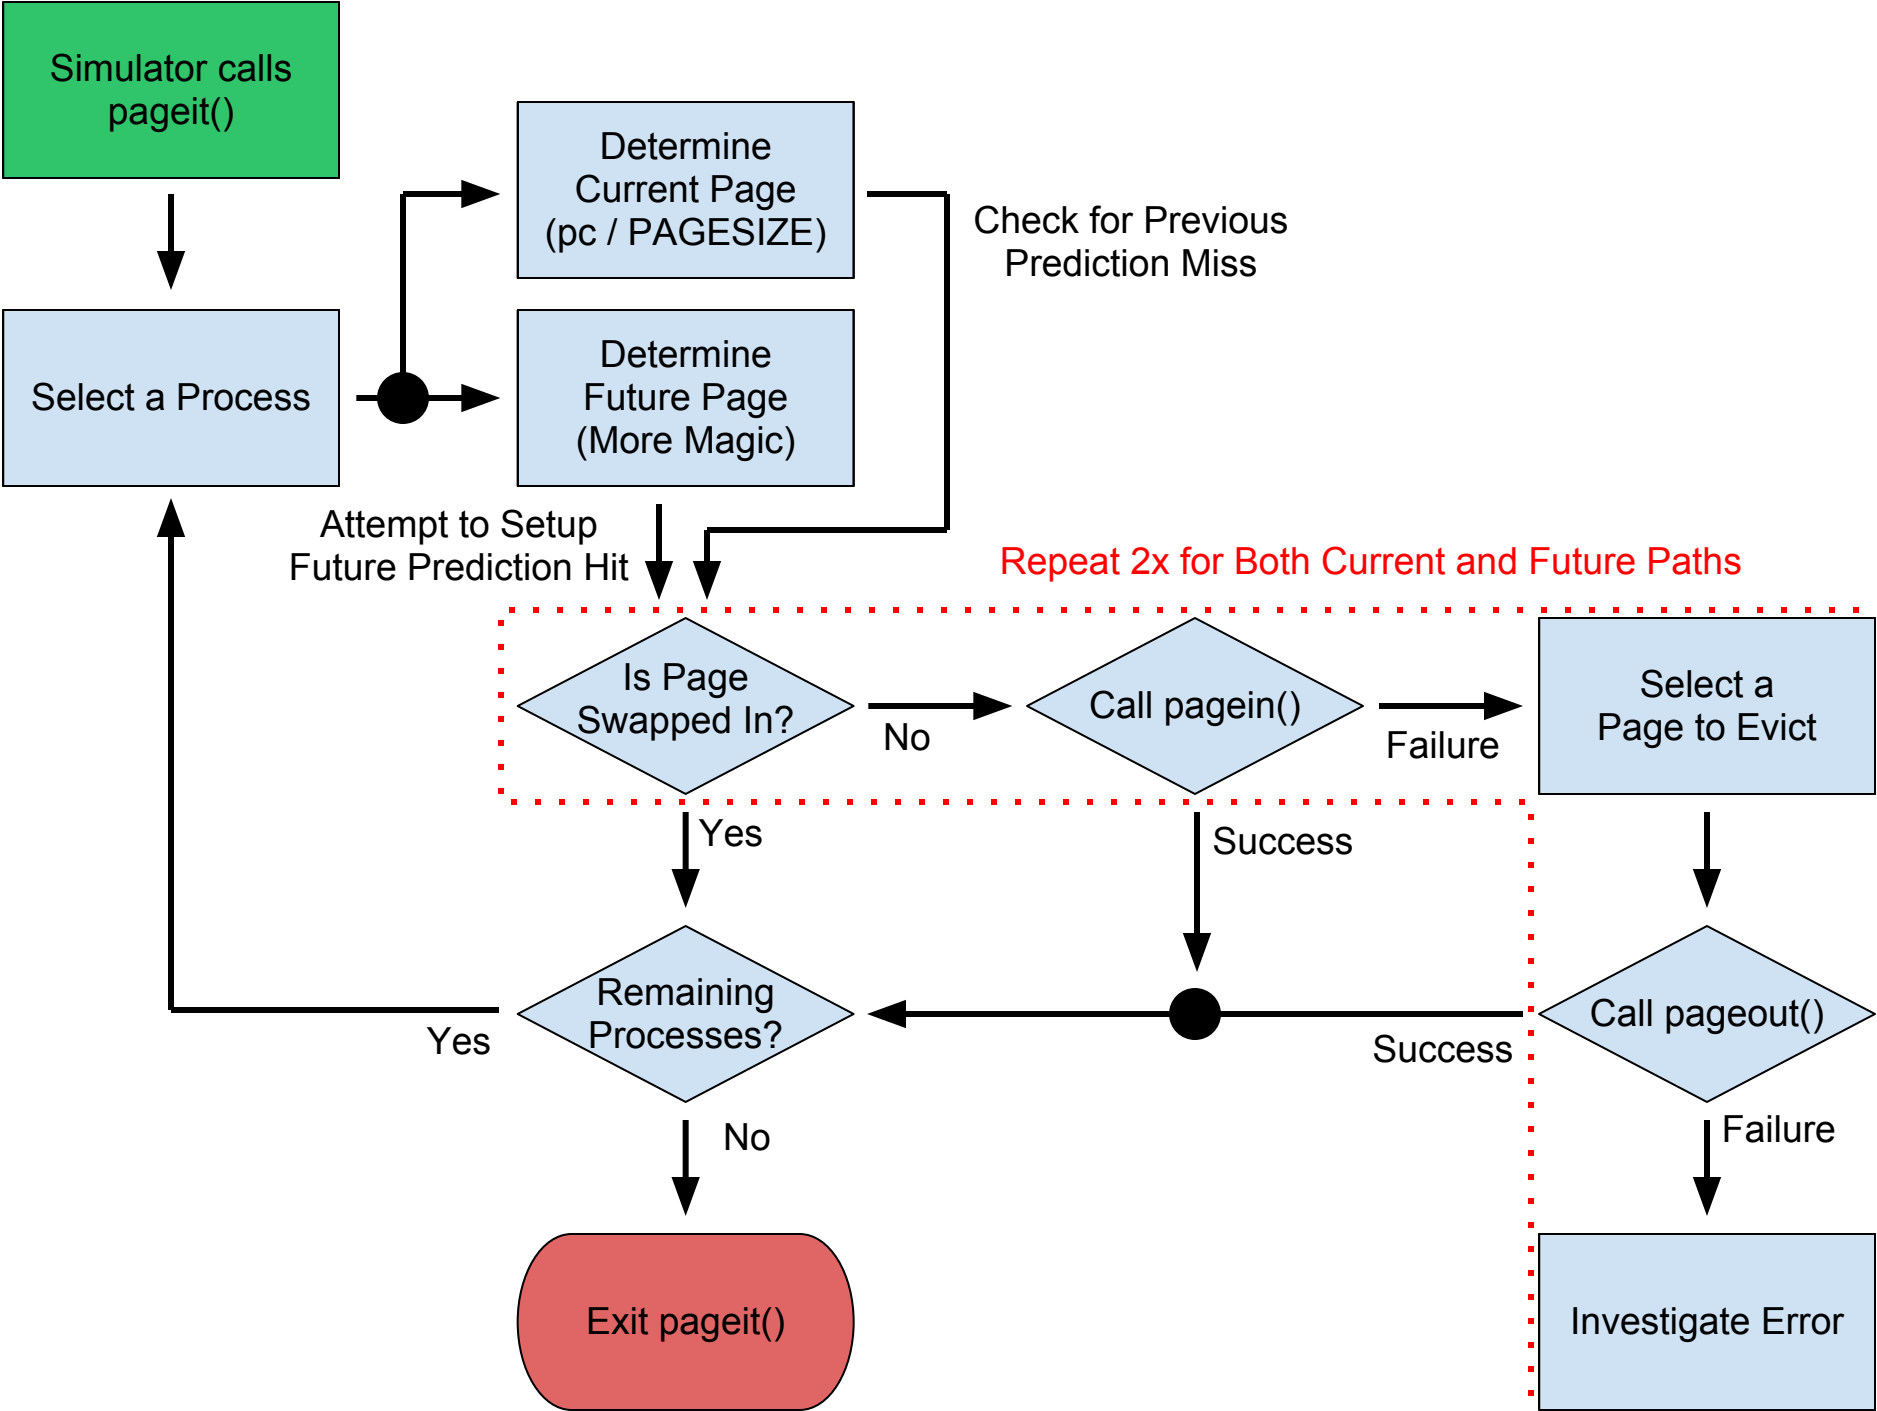 Simulator calls
pageit()
Determine
Current Page
(pc / PAGESIZE)
Check for Previous
Prediction Miss
Select a Process
Determine
Future Page
(More Magic)
Attempt to Setup
Future Prediction Hit
Repeat 2x for Both Current and Future Paths
Is Page
Swapped In?
No
Call pagein()
Failure
Select a
Page to Evict
Yes
Success
Remaining
Processes?
Yes
Success
Call pageout()
No
Failure
Exit pageit()
Investigate Error